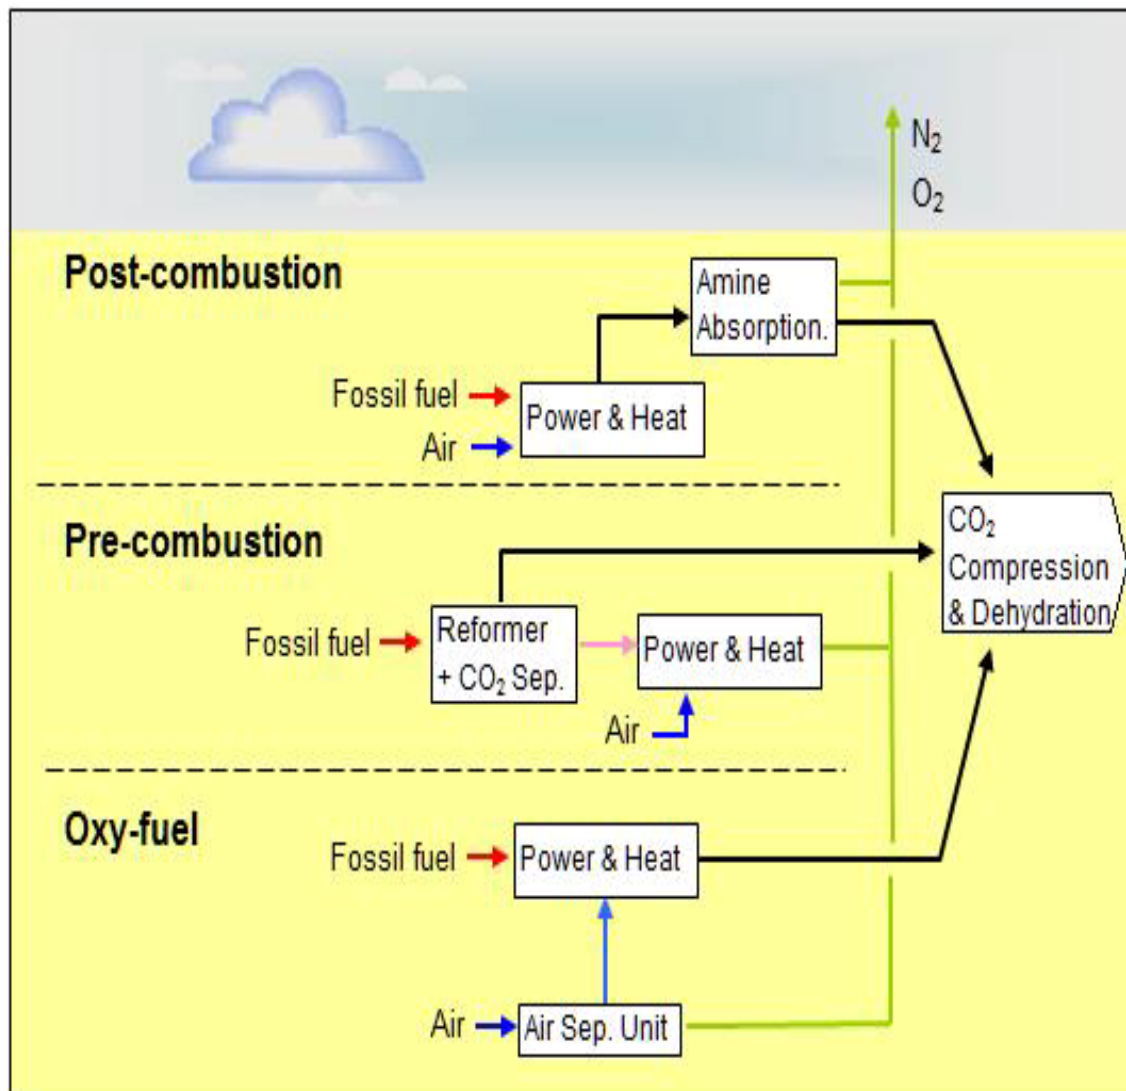 N₂
O₂
Post-combustion
Amine
Absorption.
Fossil fuel
Power & Heat
Air
Pre-combustion
CO₂
Compression
& Dehydration
Fossil fuel
Reformer
+ CO₂ Sep.
Power & Heat
Air
Oxy-fuel
Fossil fuel
Power & Heat
Air
Air Sep. Unit